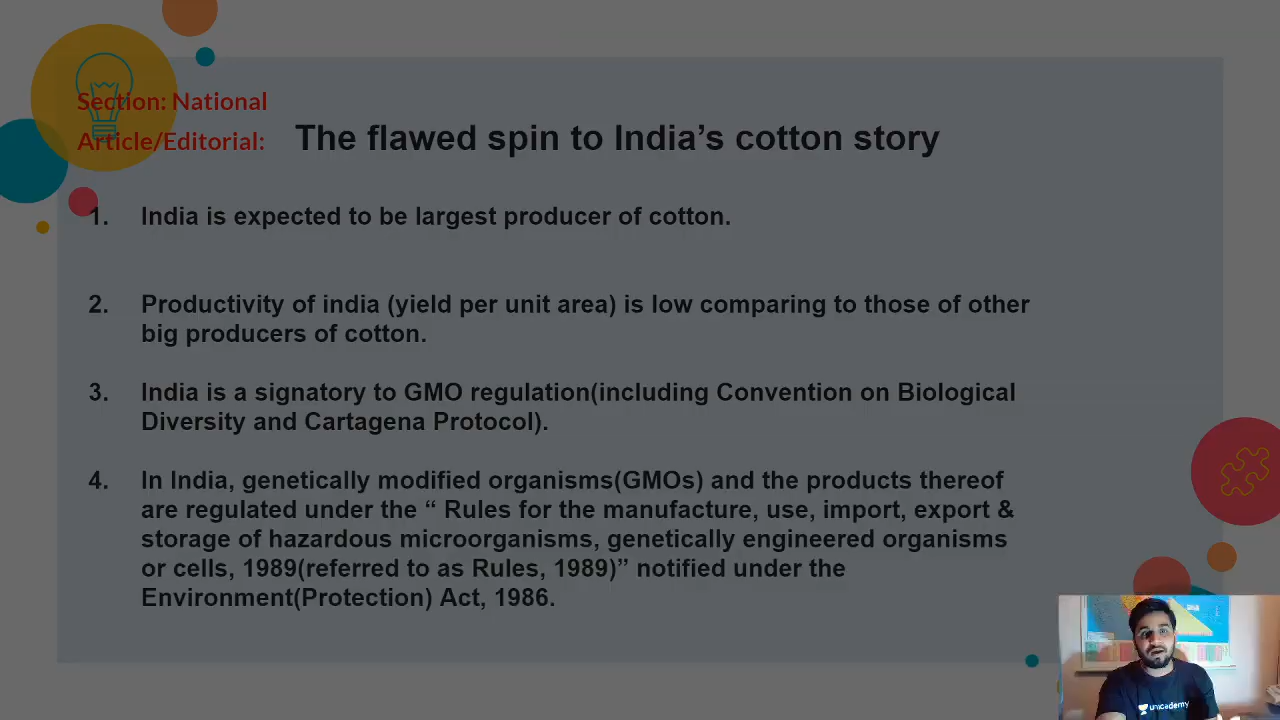 Section: National
Article/Editorial: The flawed spin to India's cotton story
1. India is expected to be largest producer of cotton.
2. Productivity of india (yield per unit area) is low comparing to those of other
big producers of cotton.
3. India is a signatory to GMO regulation(including Convention on Biological
Diversity and Cartagena Protocol).
4. In India, genetically modified organisms(GMOs) and the products thereof
are regulated under the “ Rules for the manufacture, use, import, export &
storage of hazardous microorganisms, genetically engineered organisms
or cells, 1989(referred to as Rules, 1989)” notified under the
Environment(Protection) Act, 1986.
unacademy